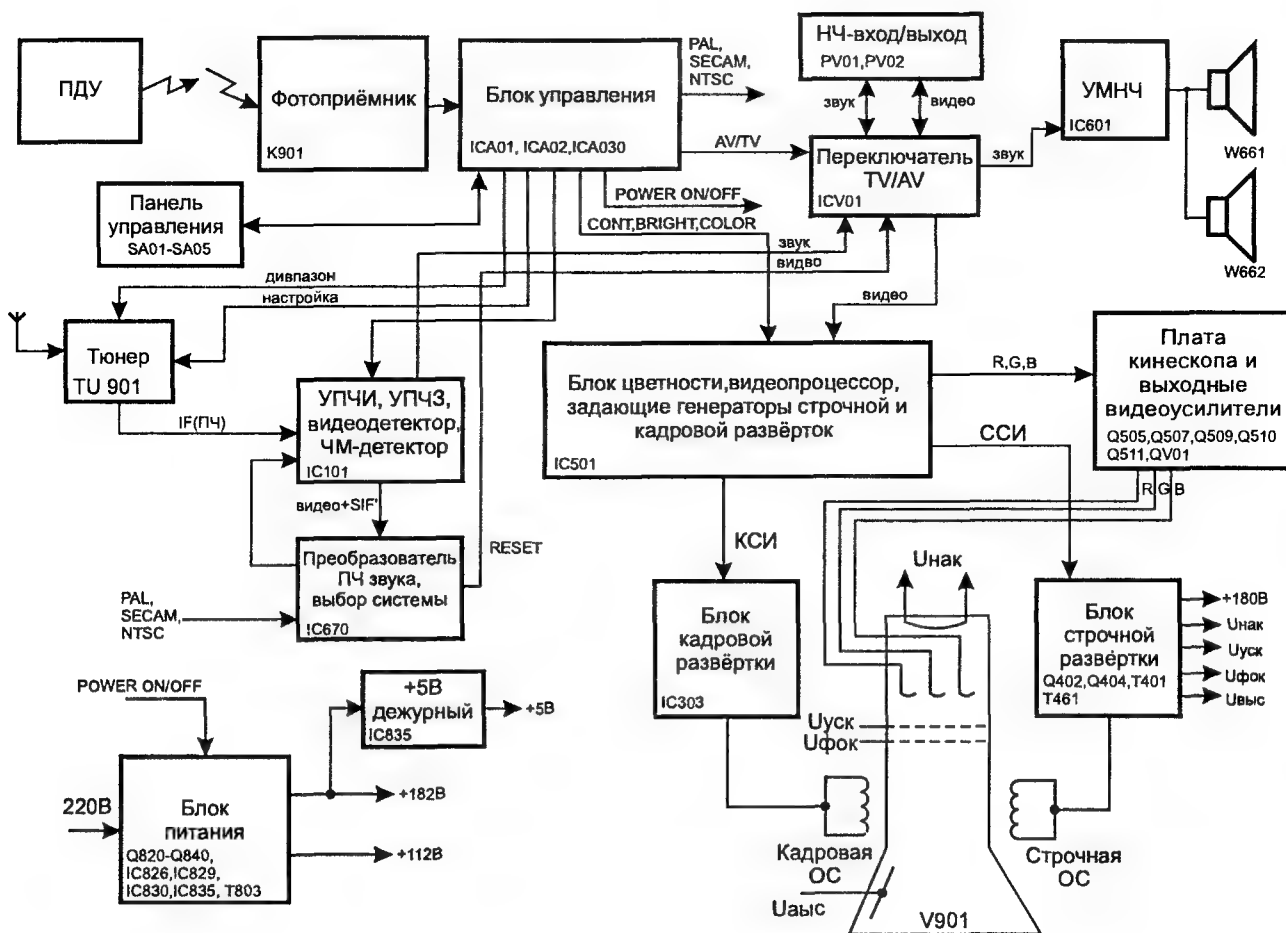 ПДУ
Фотоприёмник
K901
Блок управления
ICA01, ICA02,ICA030
PAL,
SECAM,
NTSC
НЧ-вход/выход
PV01,PV02
звук
видео
УМНЧ
IC601
W661
W662
AV/TV
Переключатель
TV/AV
ICV01
звук
Панель
управления
SA01-SA05
POWER ON/OFF
CONT,BRIGHT,COLOR
звук
видво
видео
дивпазон
настройка
Тюнер
TU 901
IF(ПЧ)
УПЧИ, УПЧЗ,
видеодетектор,
ЧМ-детектор
IC101
видео+SIF'
RESET
Преобразователь
ПЧ звука,
выбор системы
IC670
PAL,
SECAM,
NTSC
Блок цветности,видеопроцессор,
задающие генераторы строчной и
кадровой развёрток
IC501
R,G,B
ССИ
КСИ
Плата
кинескопа и
выходные
видеоусилители
Q505,Q507,Q509,Q510
Q511,QV01
R G B
Uнак
Блок
кадровой
развёртки
IC303
Блок
строчной
развёртки
Q402,Q404,T401
T461
+180В
Uнак
Uуск
Uфок
Uвыс
Uуск
Uфок
POWER ON/OFF
+5В
дежурный
IC835
+5В
220В
Блок
питания
Q820-Q840,
IC826,IC829,
IC830,IC835, T803
+182В
+112В
Кадровая
ОС
Строчная
ОС
Uаыс
V901